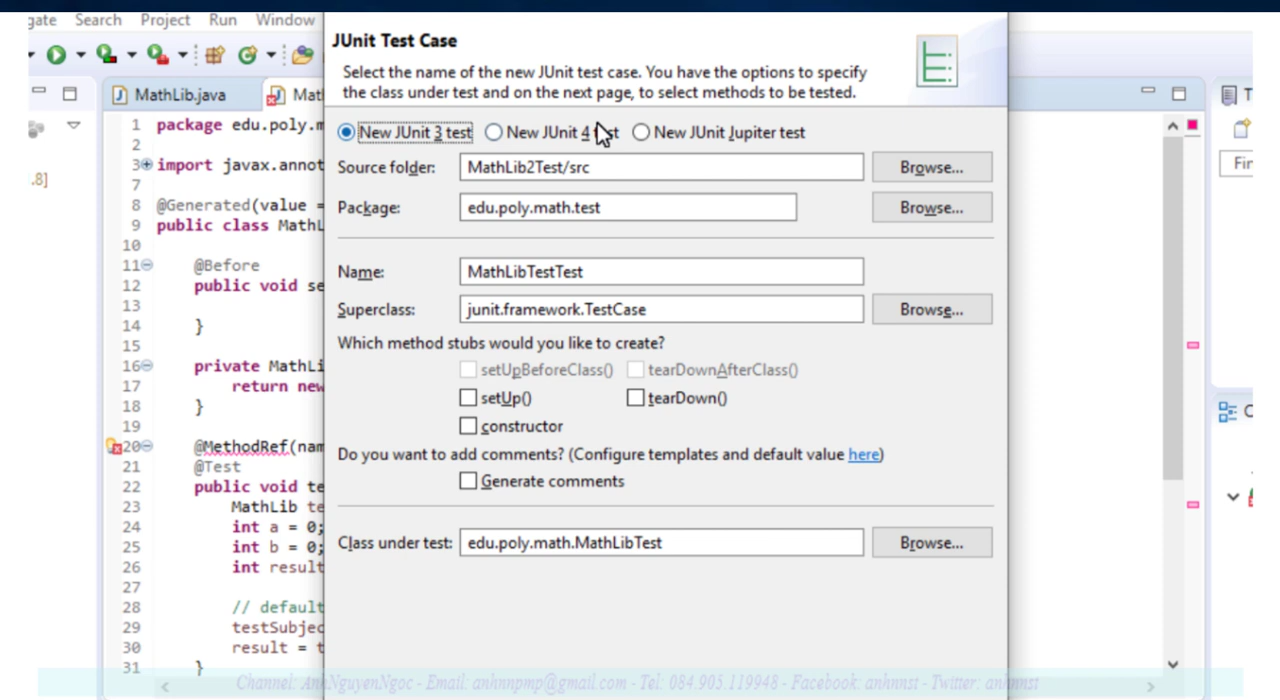 gate Search Project Run Window
JUnit Test Case
Select the name of the new JUnit test case. You have the options to specify
the class under test and on the next page, to select methods to be tested.
New JUnit 3 test New JUnit 4 test New JUnit Jupiter test
Source folder: MathLib2Test/src Browse...
Package: edu.poly.math.test Browse...
Name: MathLibTestTest
Superclass: junit.framework.TestCase Browse...
Which method stubs would you like to create?
setUpBeforeClass() tearDownAfterClass()
setUp() tearDown()
constructor
Do you want to add comments? (Configure templates and default value here)
Generate comments
Class under test: edu.poly.math.MathLibTest Browse...
MathLib.java Mat
.8]
1 package edu.poly.m
2
3 import javax.annot
7
8 @Generated(value =
9 public class MathL
10
11 @Before
12 public void se
13
14 }
15
16 private MathLi
17 return new
18 }
19
20 @MethodRef(nam
21 @Test
22 public void te
23 MathLib te
24 int a = 0;
25 int b = 0;
26 int result
27
28 // default
29 testSubjec
30 result = t
31 }
T
Fir
Channel: AnhNguyenNgoc - Email: anhnnpmp@gmail.com - Tel: 084.905.119948 - Facebook: anhnnst - Twitter: anhnnst